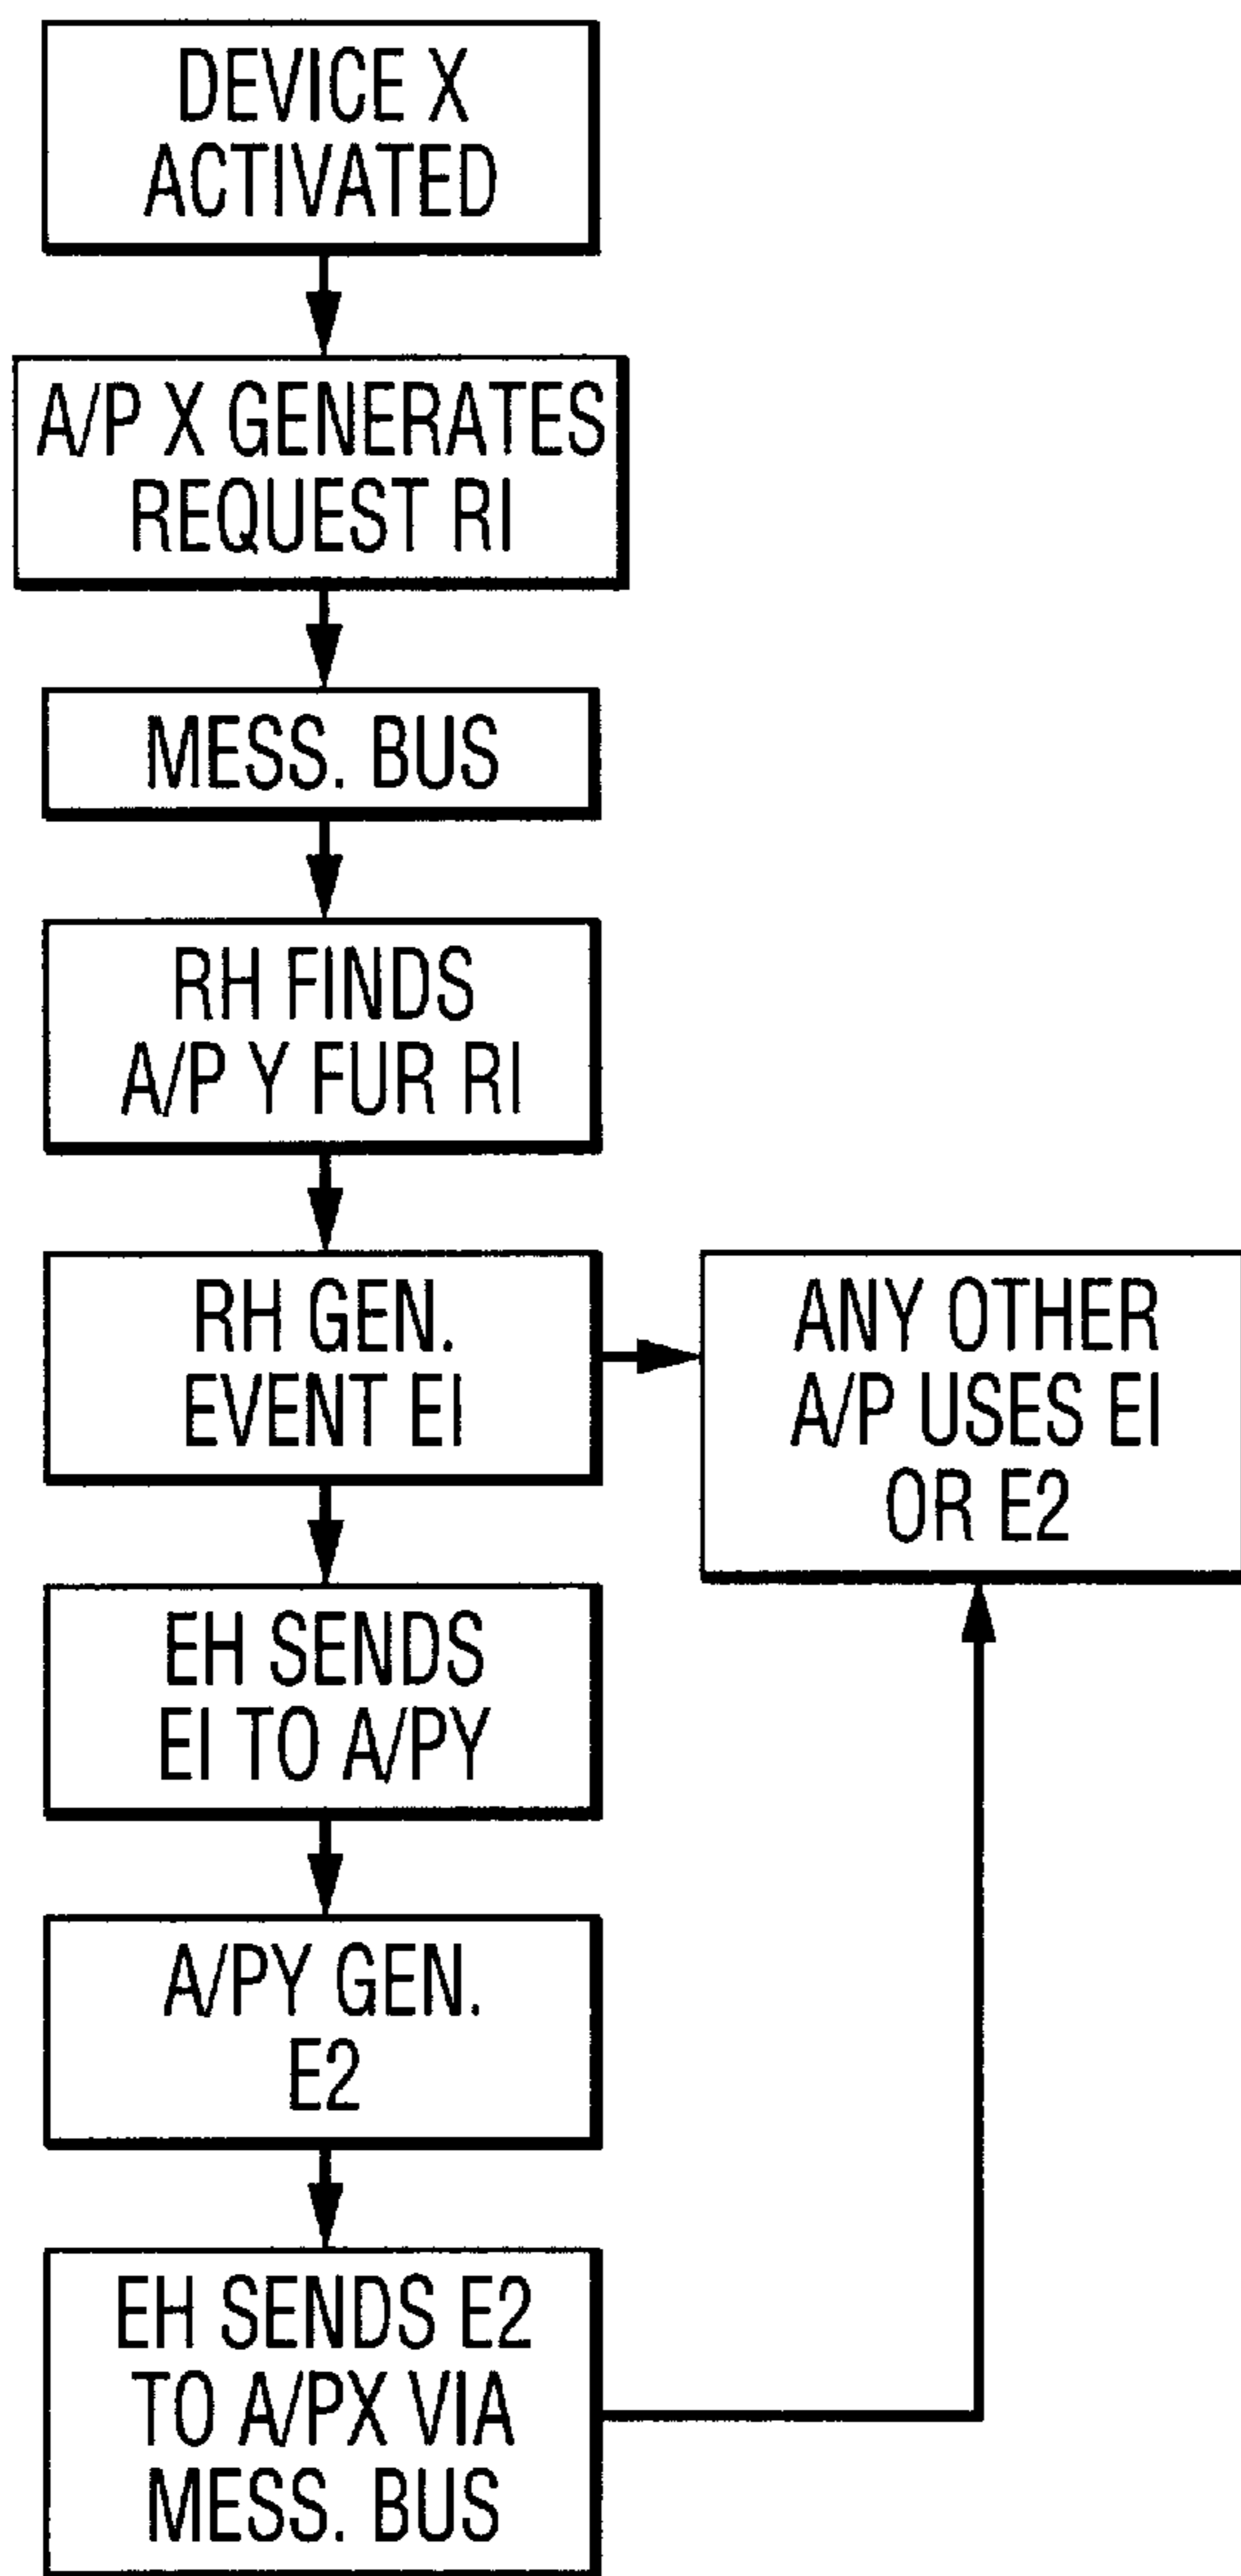 DEVICE X
ACTIVATED
A/P X GENERATES
REQUEST RI
MESS. BUS
RH FINDS
A/P Y FUR RI
RH GEN.
EVENT EI
ANY OTHER
A/P USES EI
OR E2
EH SENDS
EI TO A/PY
A/PY GEN.
E2
EH SENDS E2
TO A/PX VIA
MESS. BUS